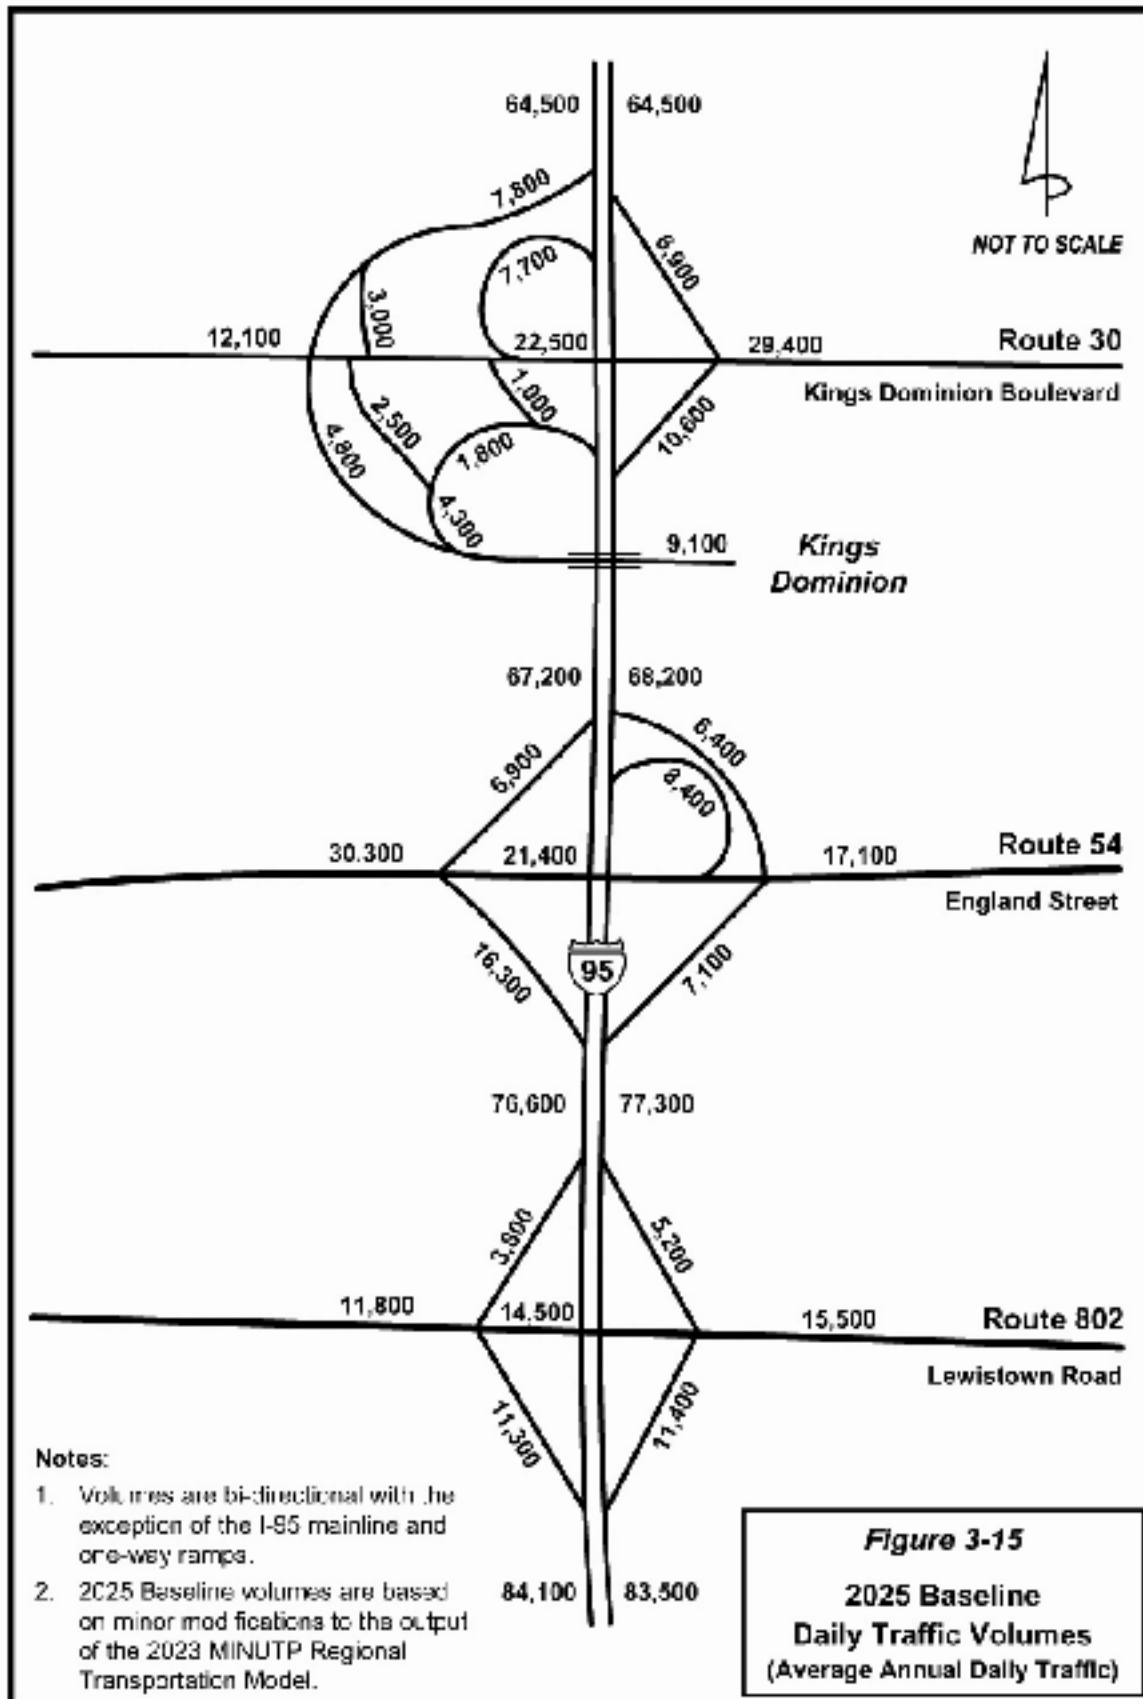 64,500 64,500
7,800
NOT TO SCALE
7,700
6,900
3,000
12,100 22,500 29,400 Route 30
Kings Dominion Boulevard
1,000
2,500
10,600
4,800
1,800
4,300
9,100 Kings
Dominion
67,200 68,200
6,400
6,900
8,400
30.300 21,400 17,100 Route 54
England Street
95
16,300
7,100
76,600 77,300
3,800
5,200
11,800 14,500 15,500 Route 802
Lewistown Road
11,300
11,400
Notes:
1. Volumes are bi-directional with the
exception of the I-95 mainline and
one-way ramps.
2. 2025 Baseline volumes are based
on minor mod fications to the output
of the 2023 MINUTP Regional
Transportation Model.
84,100 83,500
Figure 3-15
2025 Baseline
Daily Traffic Volumes
(Average Annual Daily Traffic)